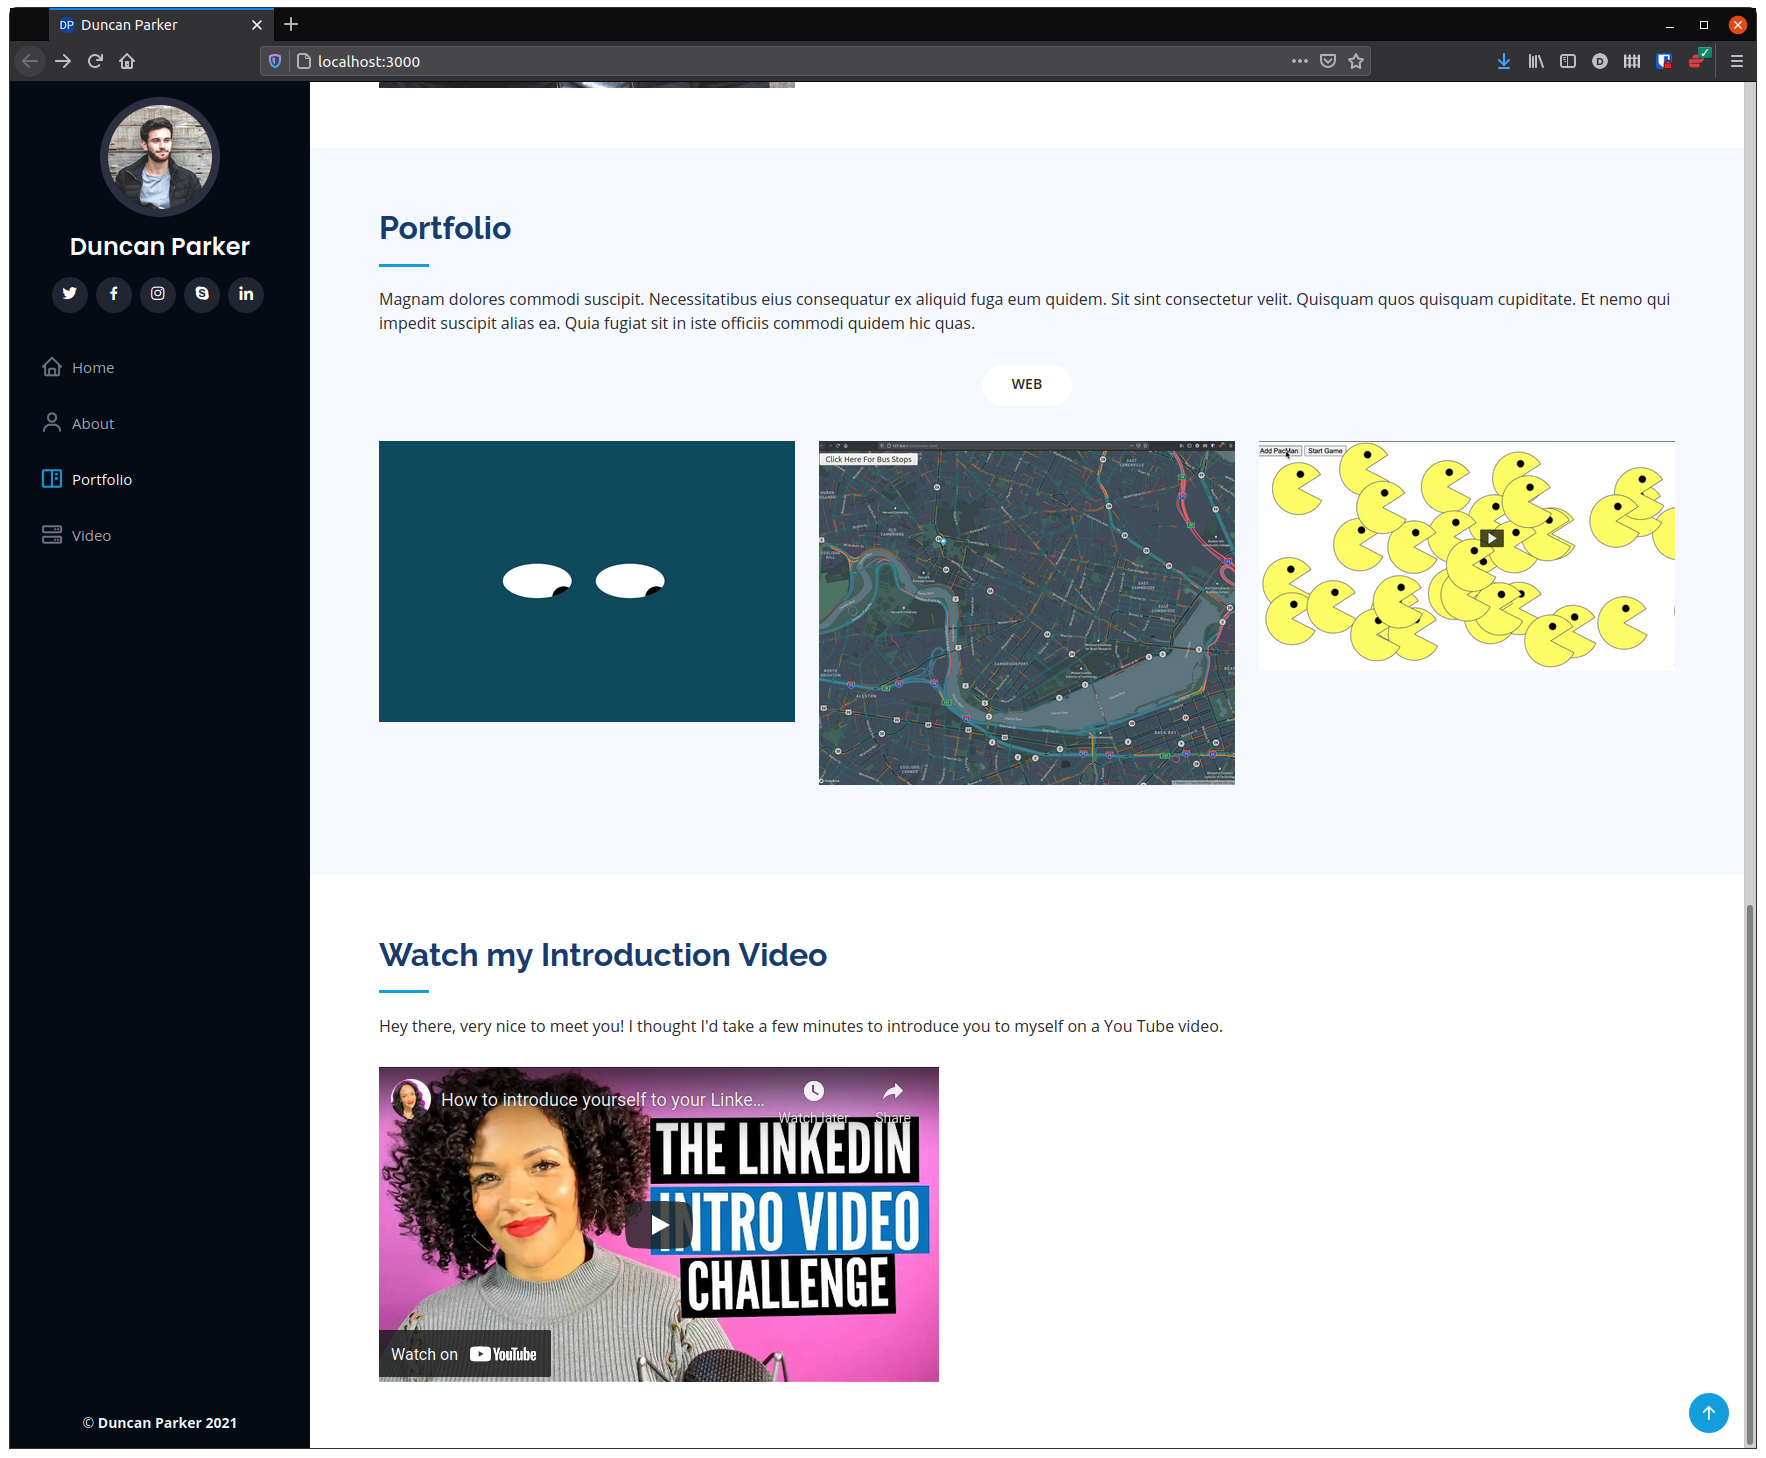 DP Duncan Parker
localhost:3000
Duncan Parker
Home
About
Portfolio
Video
© Duncan Parker 2021
Portfolio
Magnam dolores commodi suscipit. Necessitatibus eius consequatur ex aliquid fuga eum quidem. Sit sint consectetur velit. Quisquam quos quisquam cupiditate. Et nemo qui
impedit suscipit alias ea. Quia fugiat sit in iste officiis commodi quidem hic quas.
WEB
Click Here For Bus Stops
Add PacMan Start Game
Watch my Introduction Video
Hey there, very nice to meet you! I thought I'd take a few minutes to introduce you to myself on a You Tube video.
How to introduce yourself to your Linke...
Watch later Share
THE LINKEDIN
INTRO VIDEO
CHALLENGE
Watch on YouTube